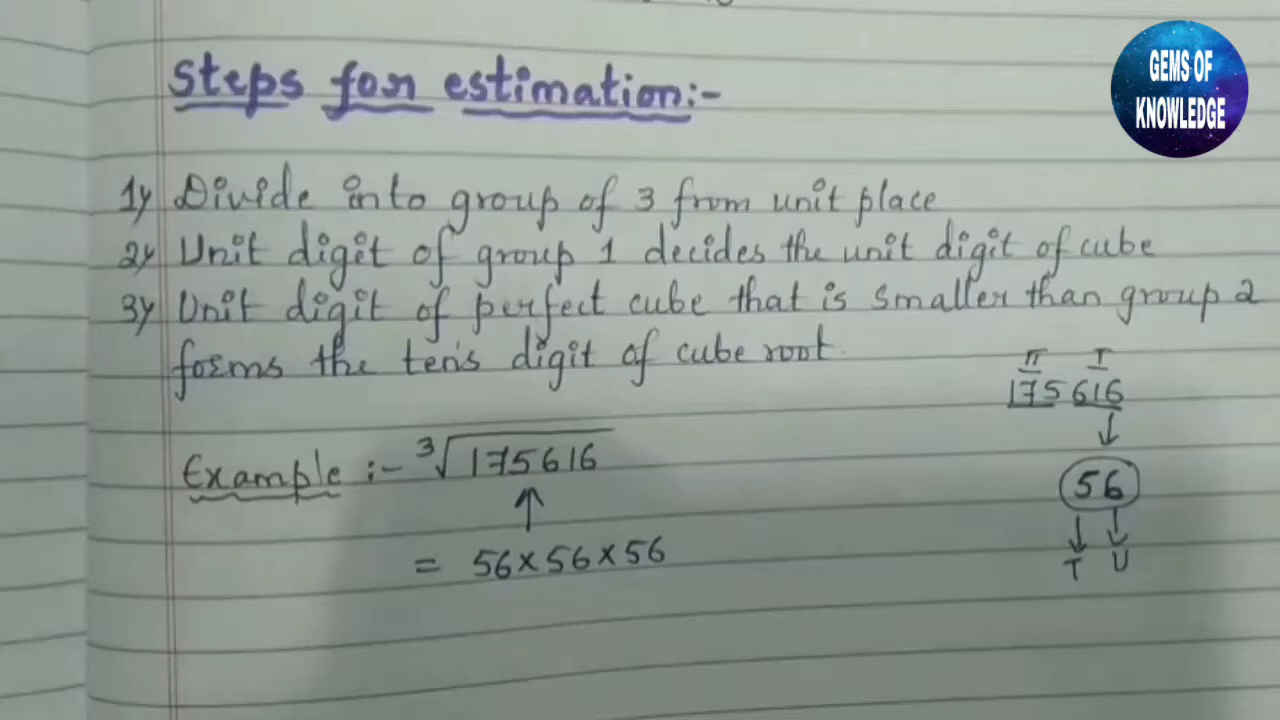 Steps for estimation:-
GEMS OF
KNOWLEDGE
1) Divide into group of 3 from unit place
2) Unit digit of group 1 decides the unit digit of cube
3) Unit digit of perfect cube that is smaller than group 2
forms the ten's digit of cube root.
II I
175 616
56
T U
Example :- ³√175616
= 56×56×56